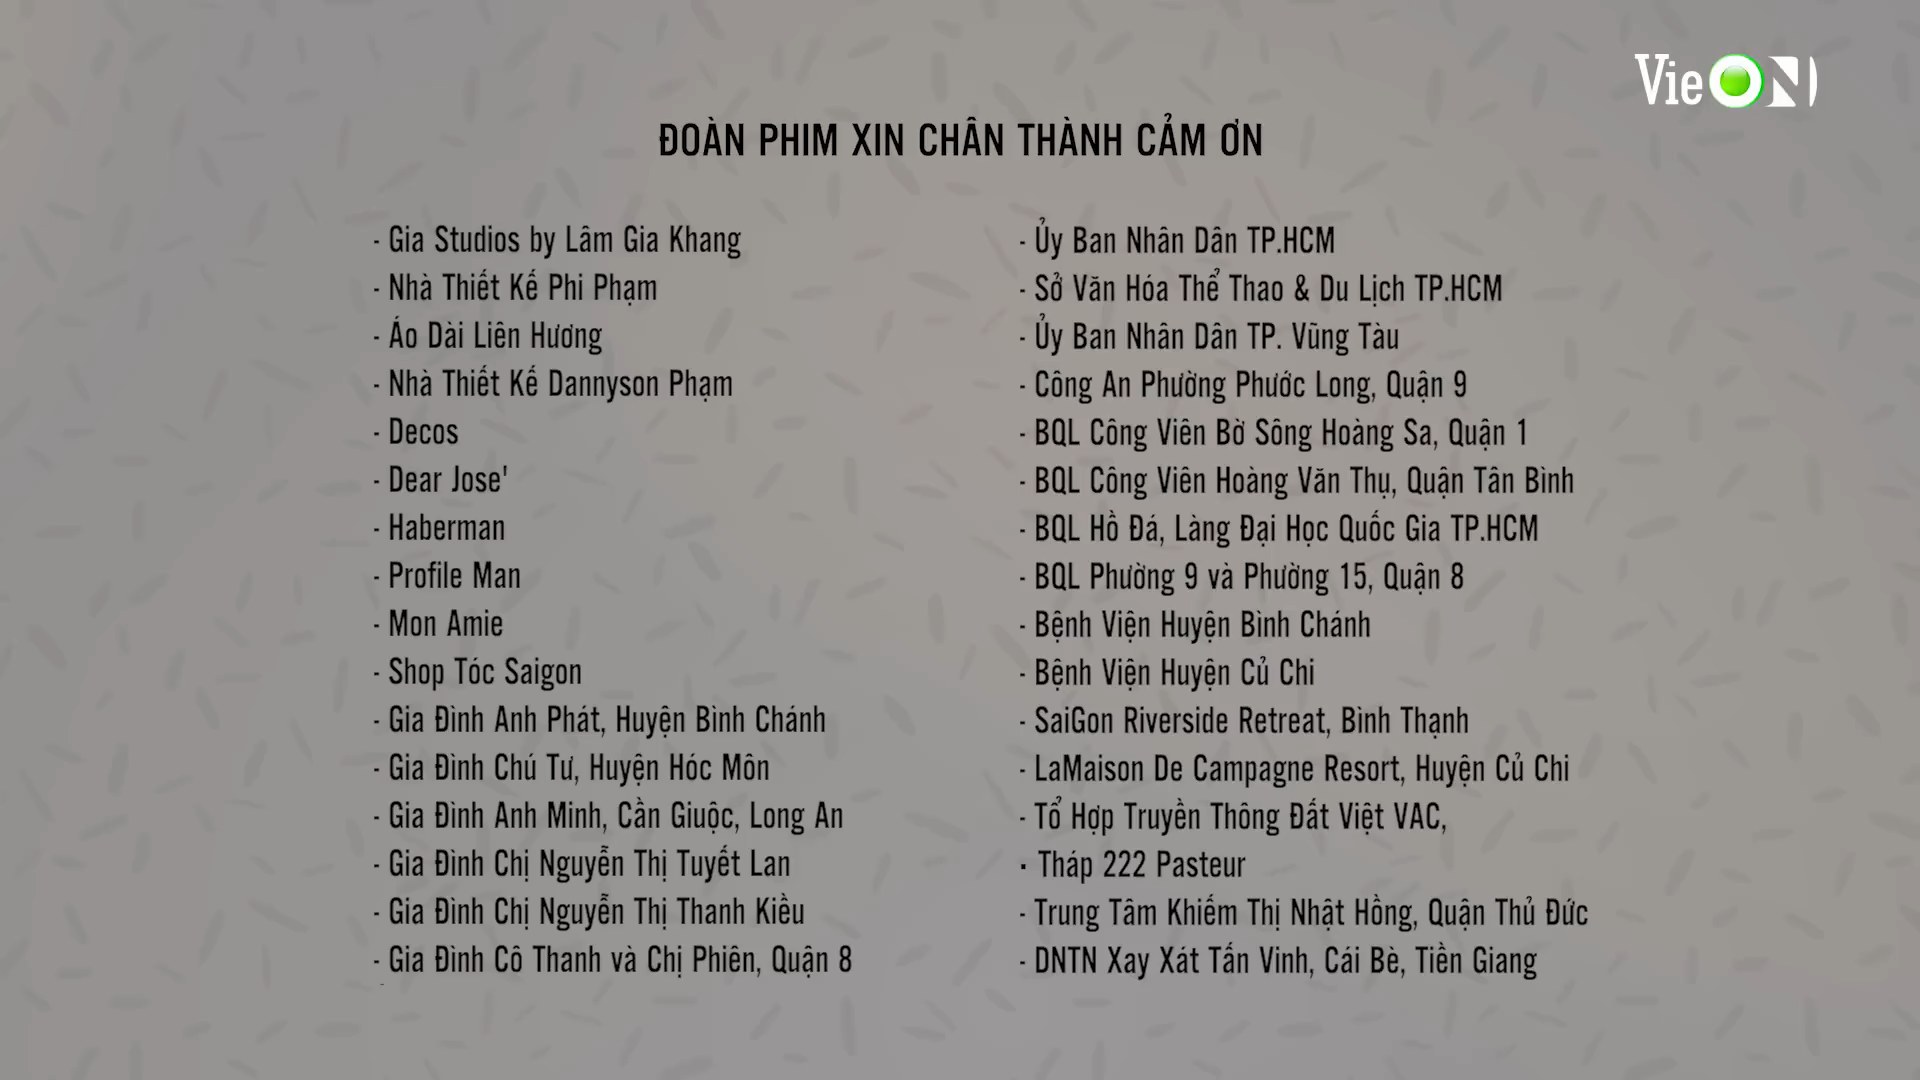 VieON
ĐOÀN PHIM XIN CHÂN THÀNH CẢM ƠN
- Gia Studios by Lâm Gia Khang
- Nhà Thiết Kế Phi Phạm
- Áo Dài Liên Hương
- Nhà Thiết Kế Dannyson Phạm
- Decos
- Dear Jose'
- Haberman
- Profile Man
- Mon Amie
- Shop Tóc Saigon
- Gia Đình Anh Phát, Huyện Bình Chánh
- Gia Đình Chú Tư, Huyện Hóc Môn
- Gia Đình Anh Minh, Cần Giuộc, Long An
- Gia Đình Chị Nguyễn Thị Tuyết Lan
- Gia Đình Chị Nguyễn Thị Thanh Kiều
- Gia Đình Cô Thanh và Chị Phiên, Quận 8
- Ủy Ban Nhân Dân TP.HCM
- Sở Văn Hóa Thể Thao & Du Lịch TP.HCM
- Ủy Ban Nhân Dân TP. Vũng Tàu
- Công An Phường Phước Long, Quận 9
- BQL Công Viên Bờ Sông Hoàng Sa, Quận 1
- BQL Công Viên Hoàng Văn Thụ, Quận Tân Bình
- BQL Hồ Đá, Làng Đại Học Quốc Gia TP.HCM
- BQL Phường 9 và Phường 15, Quận 8
- Bệnh Viện Huyện Bình Chánh
- Bệnh Viện Huyện Củ Chi
- SaiGon Riverside Retreat, Bình Thạnh
- LaMaison De Campagne Resort, Huyện Củ Chi
- Tổ Hợp Truyền Thông Đất Việt VAC,
· Tháp 222 Pasteur
- Trung Tâm Khiếm Thị Nhật Hồng, Quận Thủ Đức
- DNTN Xay Xát Tấn Vinh, Cái Bè, Tiền Giang